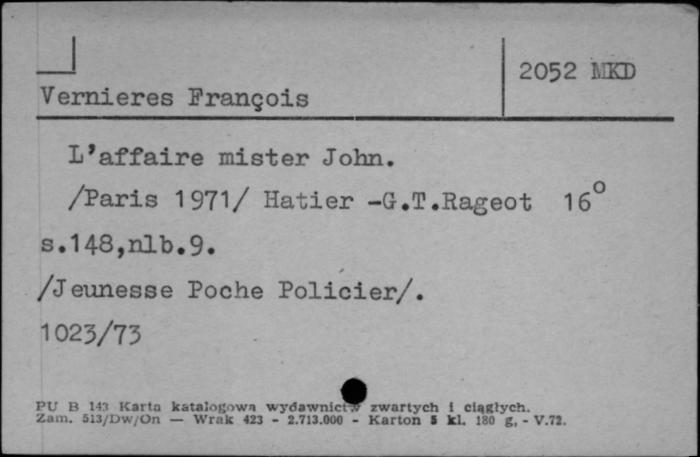 2052 MKD
Vernieres François
L'affaire mister John.
/Paris 1971/ Hatier -G.T.Rageot 16°
s.148,nlb.9.
/Jeunesse Poche Policier/.
1023/73
PU B 143 Karta katalogowa wydawnictw zwartych i ciągłych.
Zam. 513/Dw/On — Wrak 423 - 2.713.000 - Karton 5 kl. 180 g, - V.72.